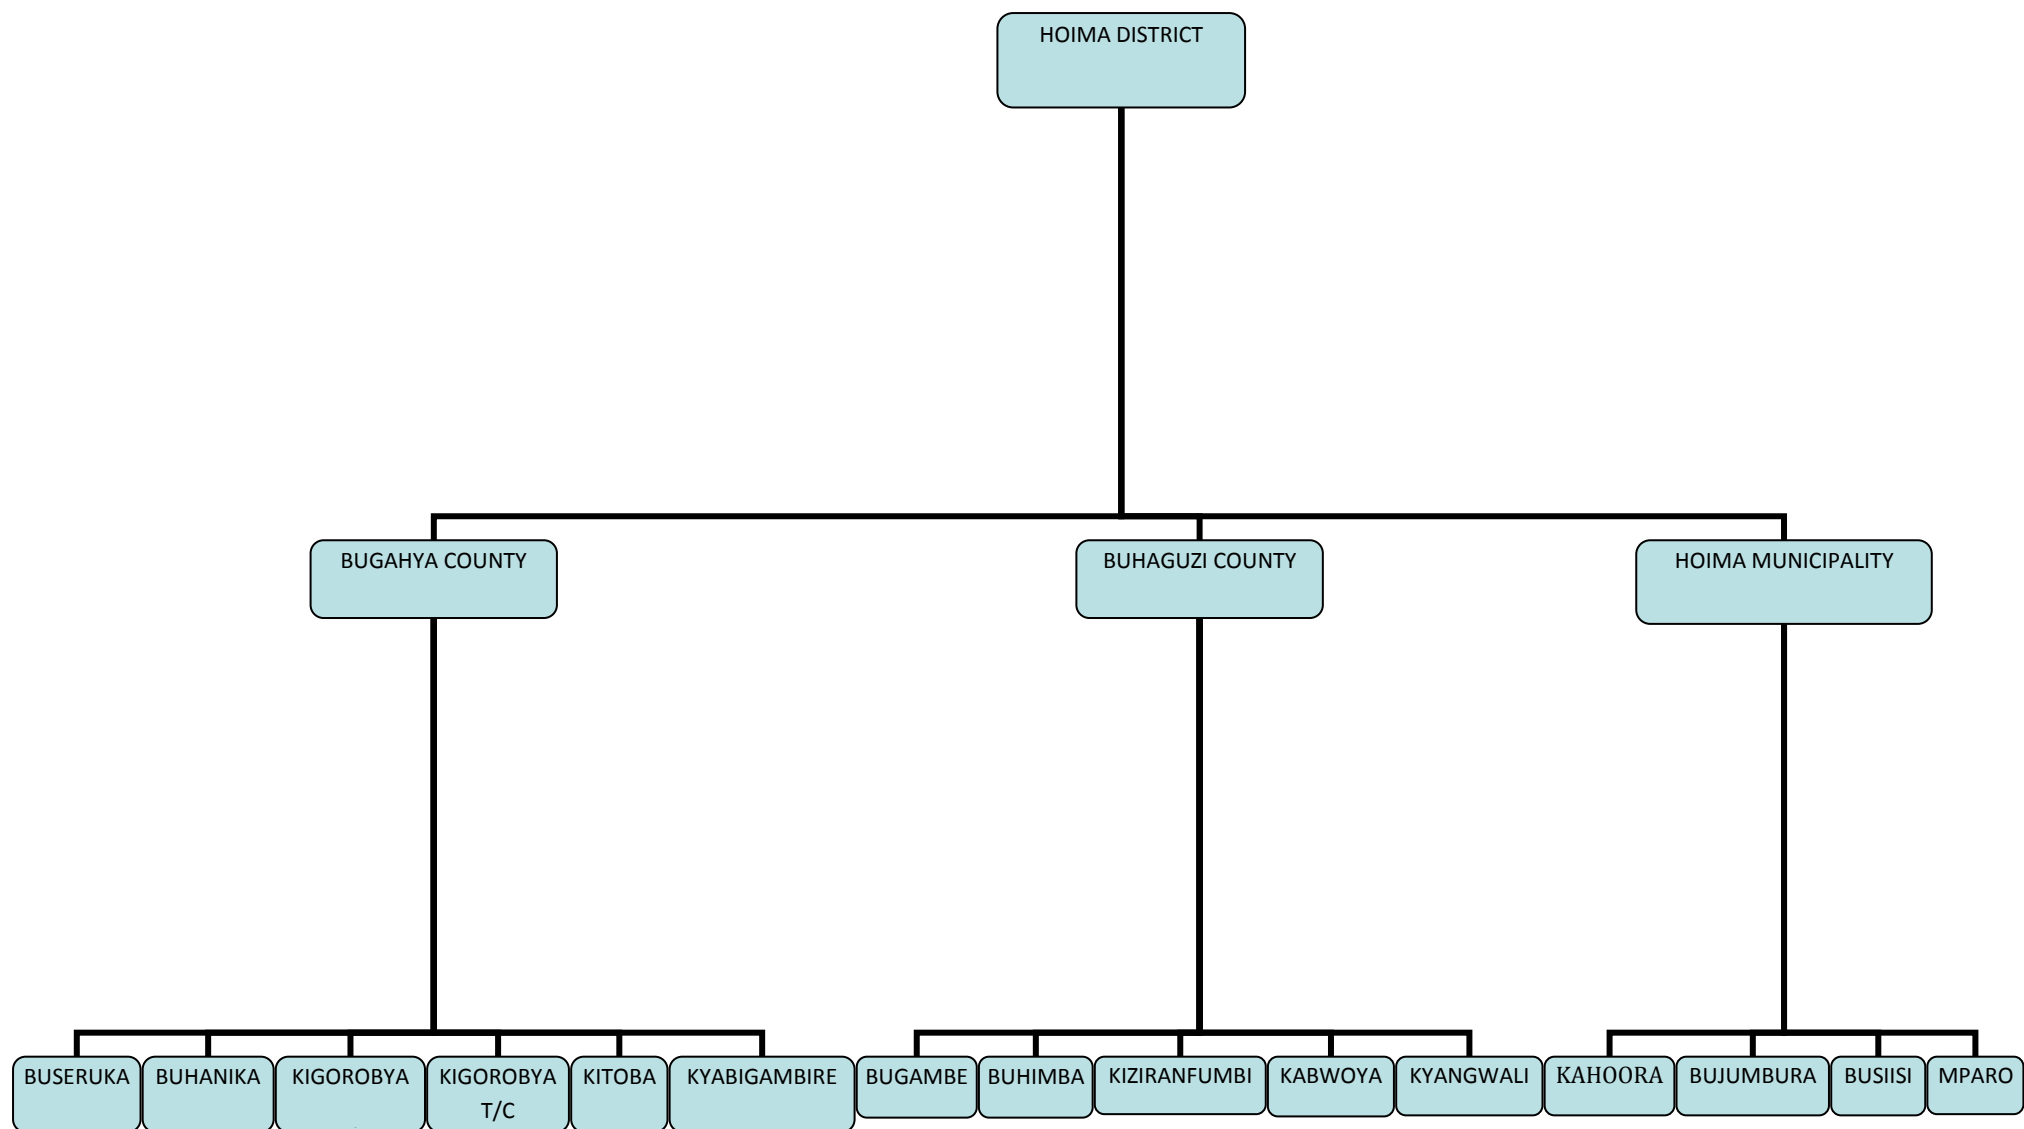 HOIMA DISTRICT
BUGAHYA COUNTY
BUHAGUZI COUNTY
HOIMA MUNICIPALITY
BUSERUKA
BUHANIKA
KIGOROBYA
KIGOROBYA
T/C
KITOBA
KYABIGAMBIRE
BUGAMBE
BUHIMBA
KIZIRANFUMBI
KABWOYA
KYANGWALI
KAHOORA
BUJUMBURA
BUSIISI
MPARO